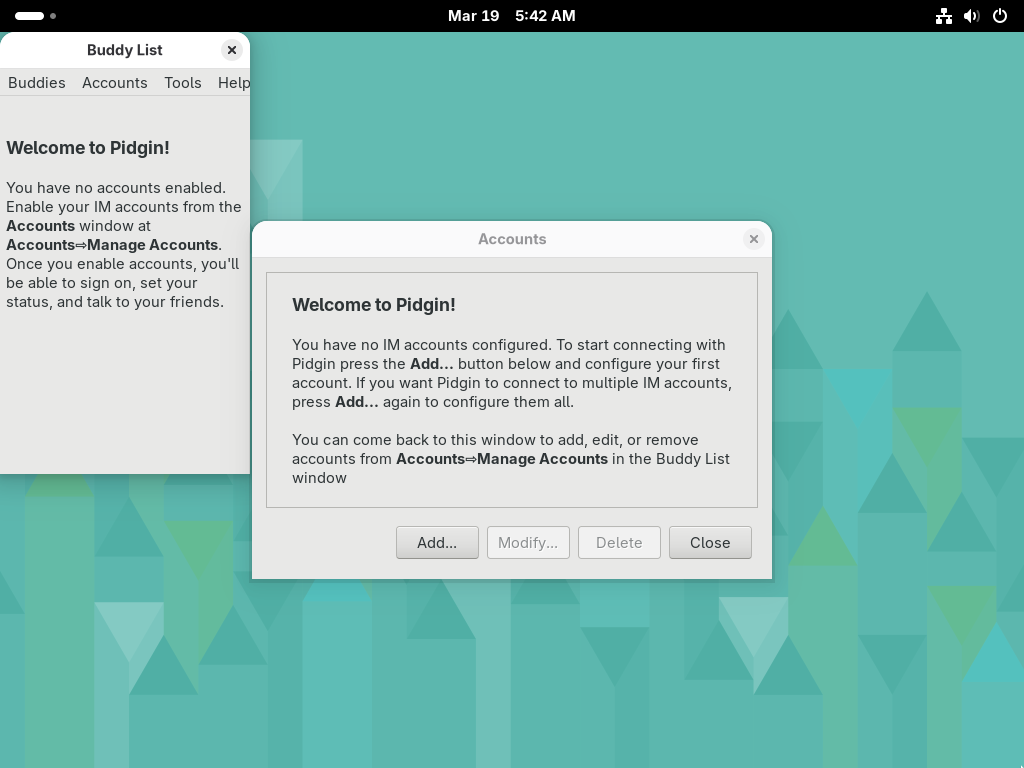 Mar 19 5:42 AM
Buddy List
Buddies Accounts Tools Help
Welcome to Pidgin!
You have no accounts enabled.
Enable your IM accounts from the
Accounts window at
Accounts⇨Manage Accounts.
Once you enable accounts, you'll
be able to sign on, set your
status, and talk to your friends.
Accounts
Welcome to Pidgin!
You have no IM accounts configured. To start connecting with
Pidgin press the Add... button below and configure your first
account. If you want Pidgin to connect to multiple IM accounts,
press Add... again to configure them all.
You can come back to this window to add, edit, or remove
accounts from Accounts⇨Manage Accounts in the Buddy List
window
Add... Modify... Delete Close